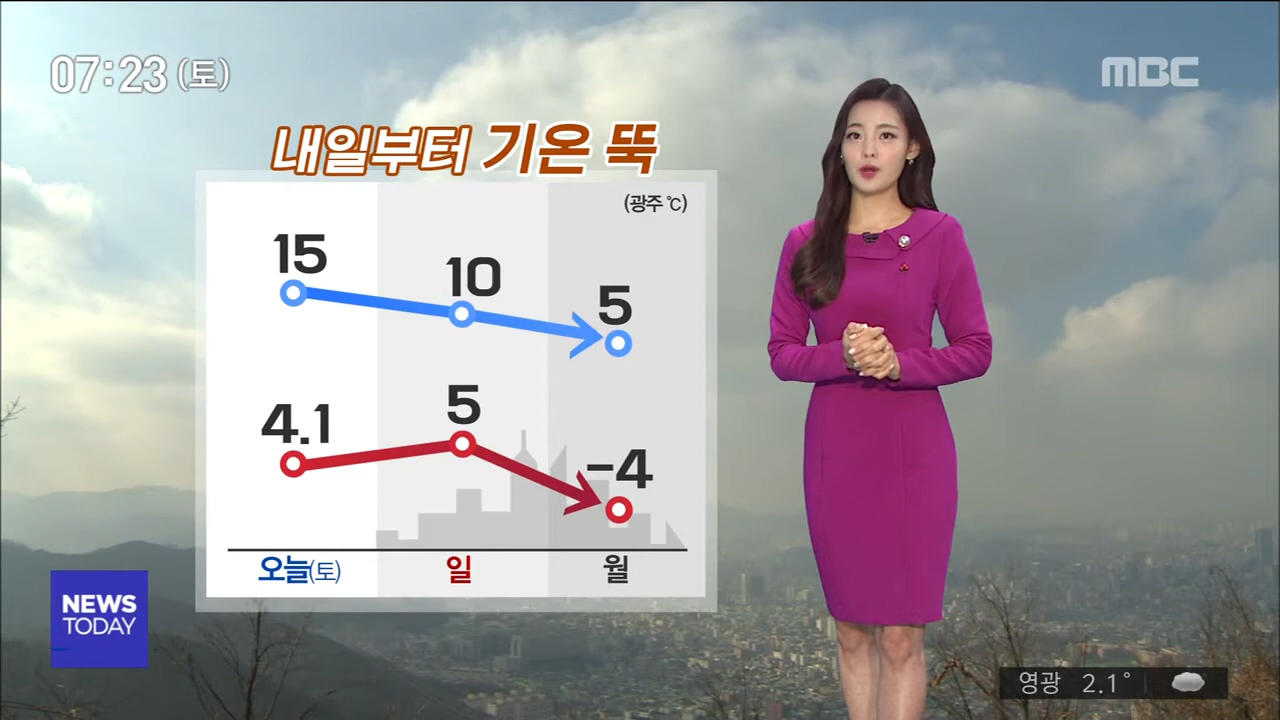 07:23 (토)
MBC
내일부터 기온 뚝
(광주 ℃)
15
10
5
4.1
5
-4
오늘(토)
일
월
NEWS
TODAY
영광 2.1°